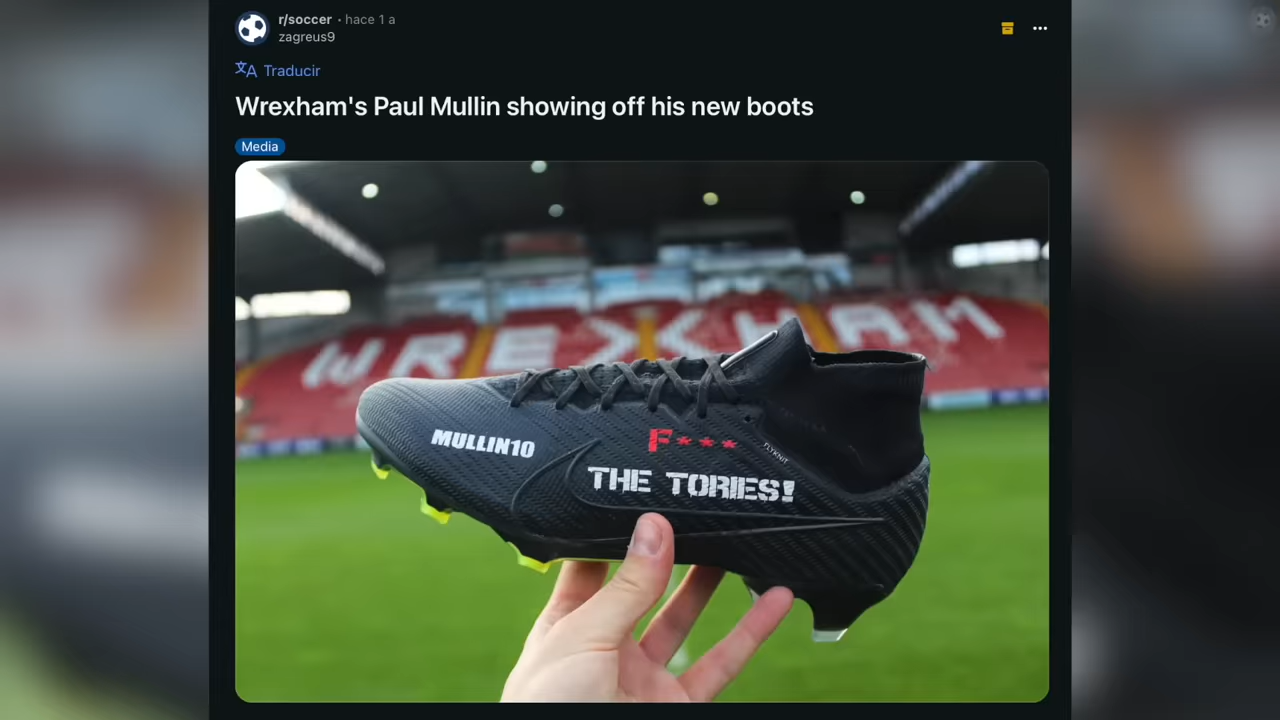 r/soccer • hace 1 a
zagreus9
Traducir
Wrexham's Paul Mullin showing off his new boots
Media
WREXHAM
MULLIN10
F***
THE TORIES!
FLYKNIT